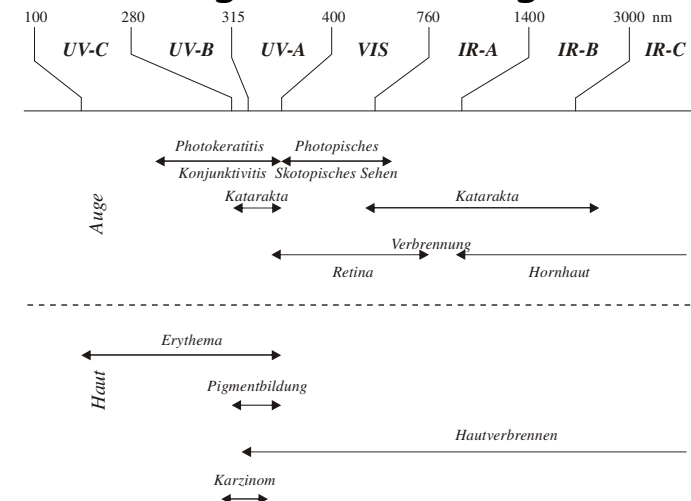 100 280 315 400 760 1400 3000 nm
UV-C UV-B UV-A VIS IR-A IR-B IR-C
Photokeratitis Photopisches
Konjunktivitis Skotopisches Sehen
Katarakta Katarakta
Auge
Verbrennung
Retina Hornhaut
Erythema
Haut
Pigmentbildung
Hautverbrennen
Karzinom